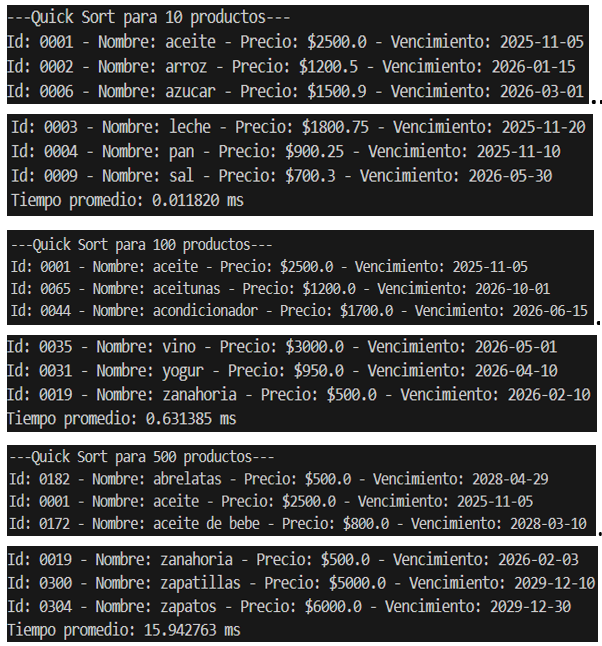 ---Quick Sort para 10 productos---
Id: 0001 - Nombre: aceite - Precio: $2500.0 - Vencimiento: 2025-11-05
Id: 0002 - Nombre: arroz - Precio: $1200.5 - Vencimiento: 2026-01-15
Id: 0006 - Nombre: azucar - Precio: $1500.9 - Vencimiento: 2026-03-01
Id: 0003 - Nombre: leche - Precio: $1800.75 - Vencimiento: 2025-11-20
Id: 0004 - Nombre: pan - Precio: $900.25 - Vencimiento: 2025-11-10
Id: 0009 - Nombre: sal - Precio: $700.3 - Vencimiento: 2026-05-30
Tiempo promedio: 0.011820 ms
---Quick Sort para 100 productos---
Id: 0001 - Nombre: aceite - Precio: $2500.0 - Vencimiento: 2025-11-05
Id: 0065 - Nombre: aceitunas - Precio: $1200.0 - Vencimiento: 2026-10-01
Id: 0044 - Nombre: acondicionador - Precio: $1700.0 - Vencimiento: 2026-06-15
Id: 0035 - Nombre: vino - Precio: $3000.0 - Vencimiento: 2026-05-01
Id: 0031 - Nombre: yogur - Precio: $950.0 - Vencimiento: 2026-04-10
Id: 0019 - Nombre: zanahoria - Precio: $500.0 - Vencimiento: 2026-02-10
Tiempo promedio: 0.631385 ms
---Quick Sort para 500 productos---
Id: 0182 - Nombre: abrelatas - Precio: $500.0 - Vencimiento: 2028-04-29
Id: 0001 - Nombre: aceite - Precio: $2500.0 - Vencimiento: 2025-11-05
Id: 0172 - Nombre: aceite de bebe - Precio: $800.0 - Vencimiento: 2028-03-10
Id: 0019 - Nombre: zanahoria - Precio: $500.0 - Vencimiento: 2026-02-03
Id: 0300 - Nombre: zapatillas - Precio: $5000.0 - Vencimiento: 2029-12-10
Id: 0304 - Nombre: zapatos - Precio: $6000.0 - Vencimiento: 2029-12-30
Tiempo promedio: 15.942763 ms